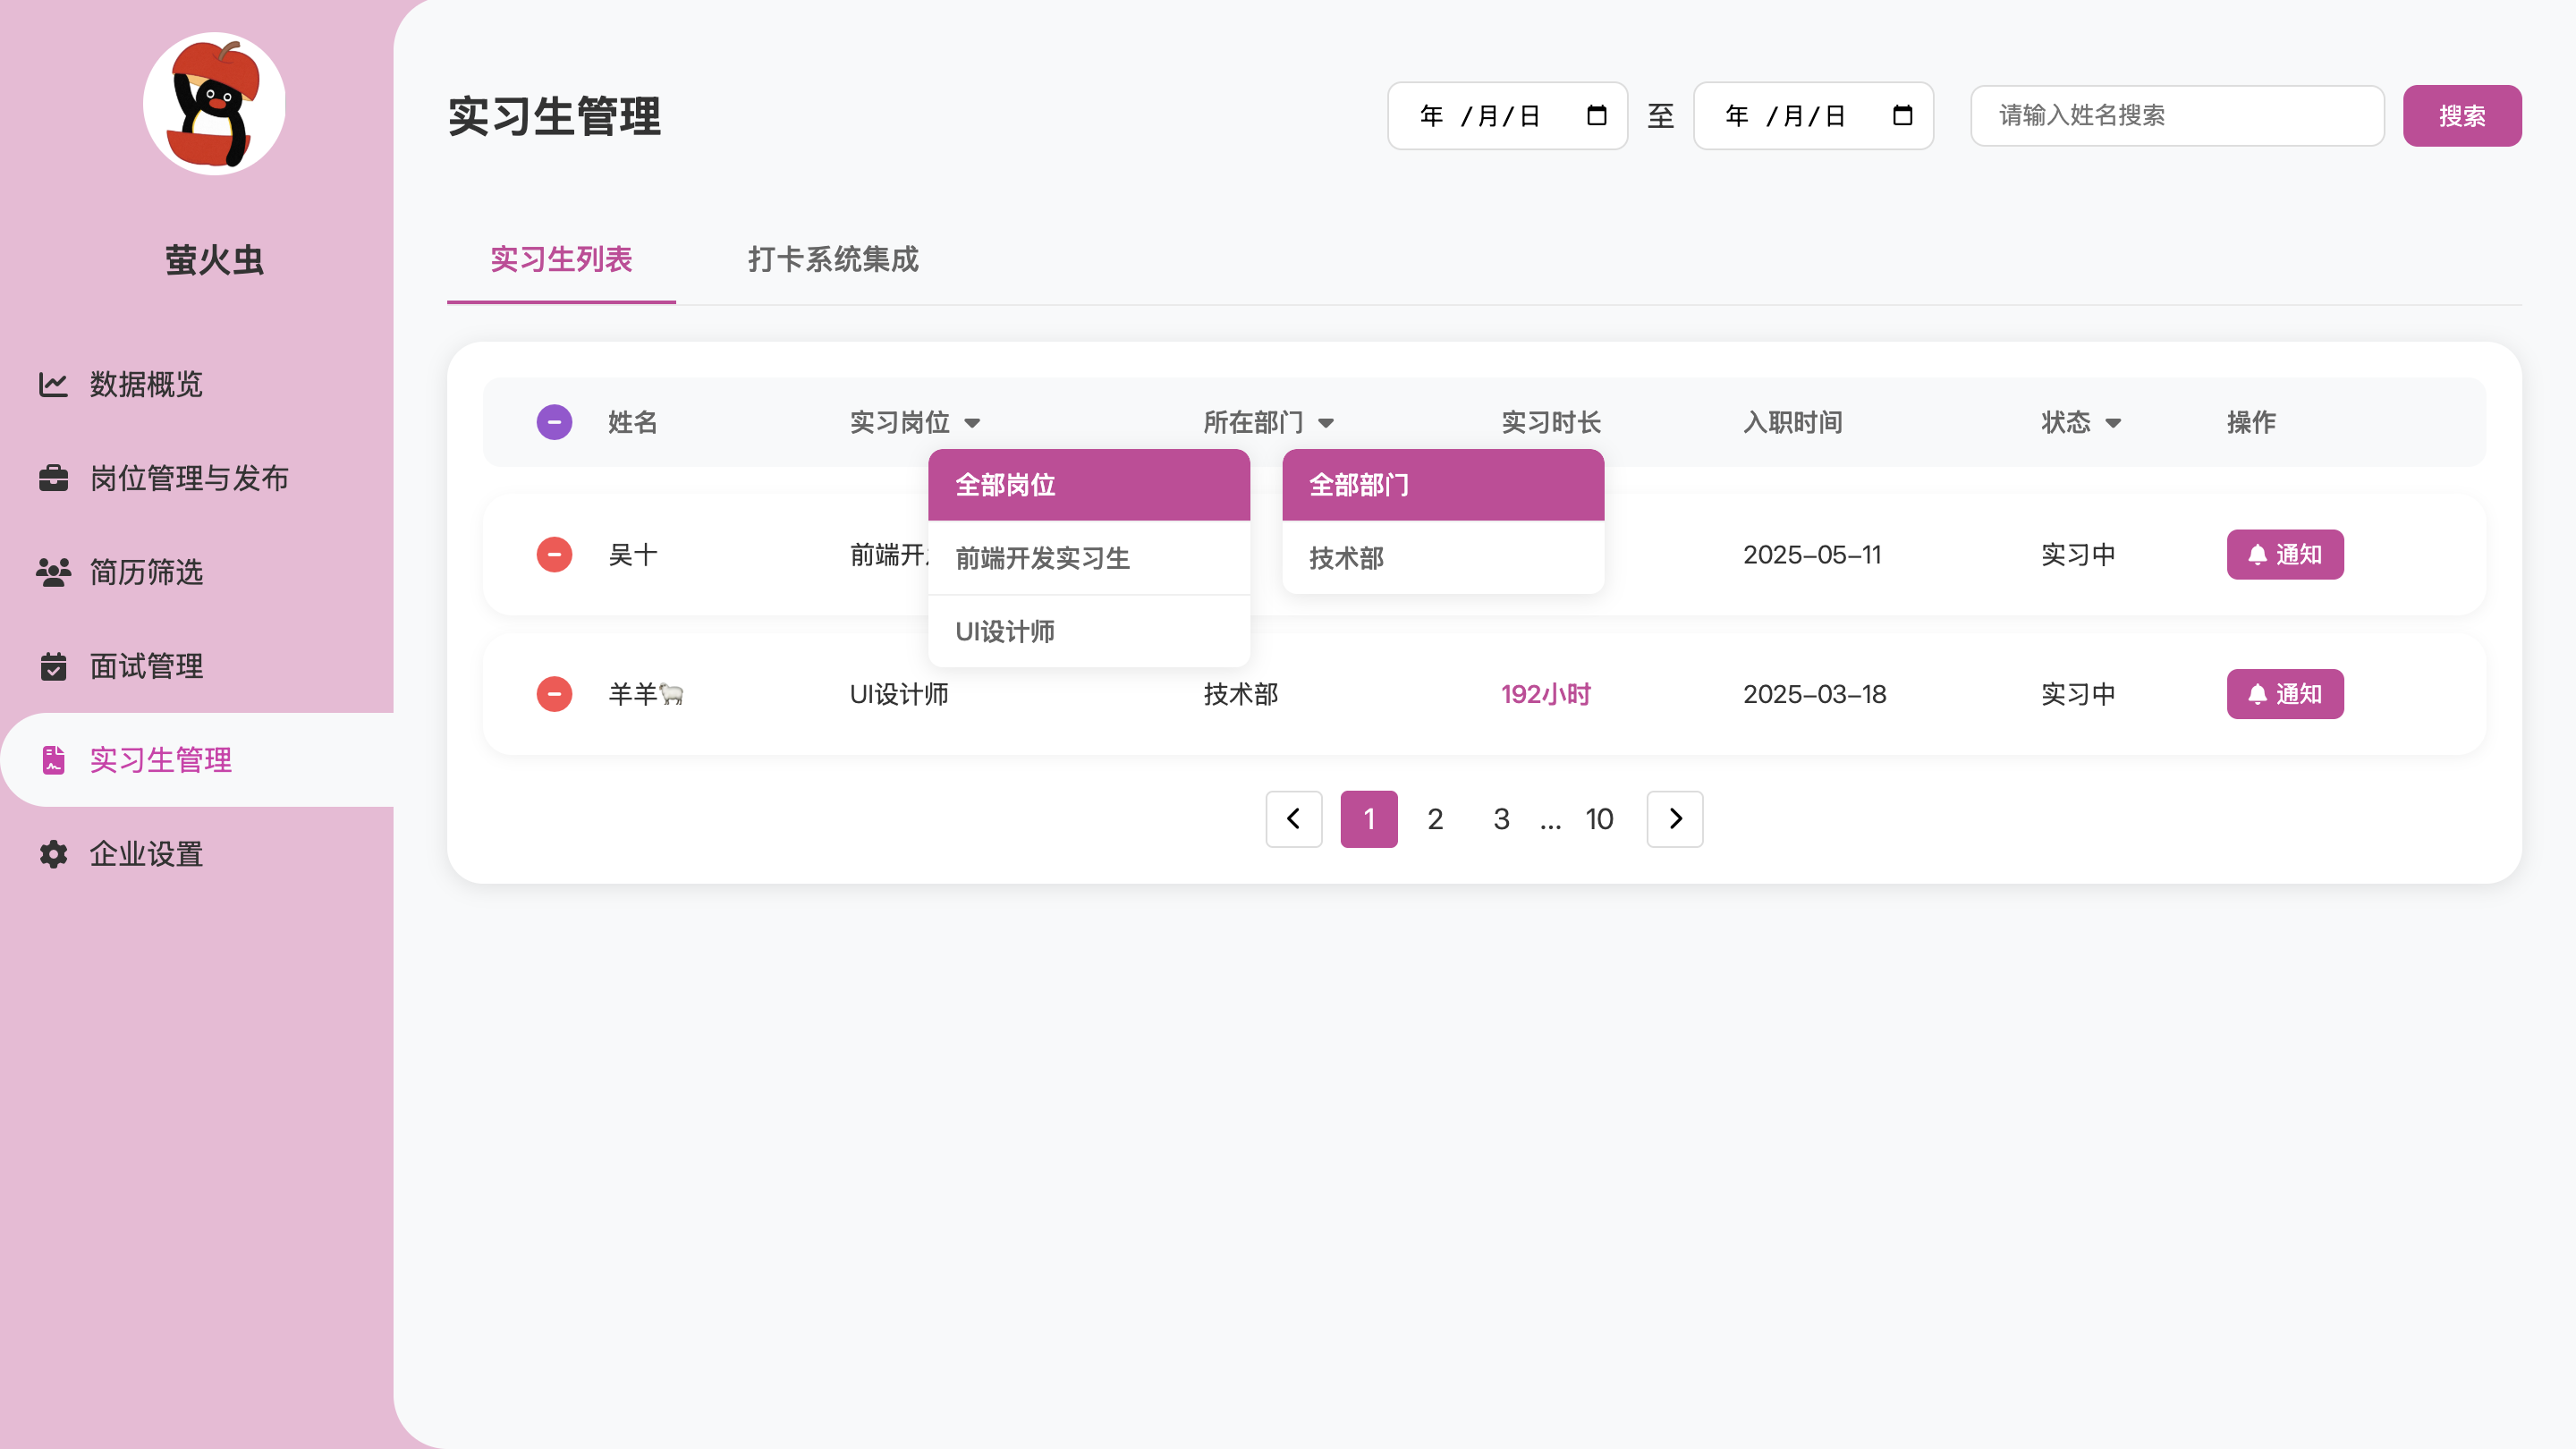 萤火虫
数据概览
岗位管理与发布
简历筛选
面试管理
实习生管理
企业设置
实习生管理
年 /月/日 至 年 /月/日 请输入姓名搜索 搜索
实习生列表 打卡系统集成
姓名 实习岗位 所在部门 实习时长 入职时间 状态 操作
全部岗位 全部部门
吴十 前端开 2025-05-11 实习中 通知
前端开发实习生 技术部
UI设计师
羊羊 UI设计师 技术部 192小时 2025-03-18 实习中 通知
1 2 3 ... 10